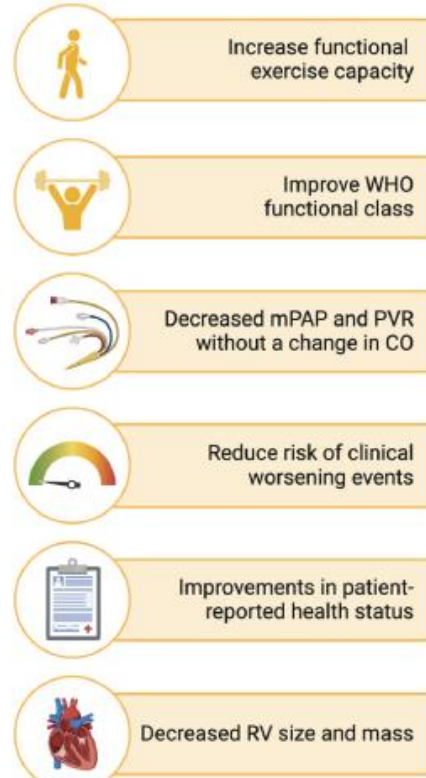 Increase functional
exercise capacity
Improve WHO
functional class
Decreased mPAP and PVR
without a change in CO
Reduce risk of clinical
worsening events
Improvements in patient-
reported health status
Decreased RV size and mass